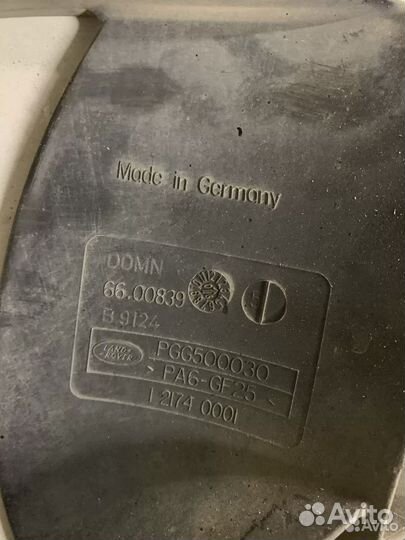 Made in Germany
DOMN
66.00839
B 9124
LAND ROVER
PGG500030
> PA6-GF25 <
1 2174 0001
Avito